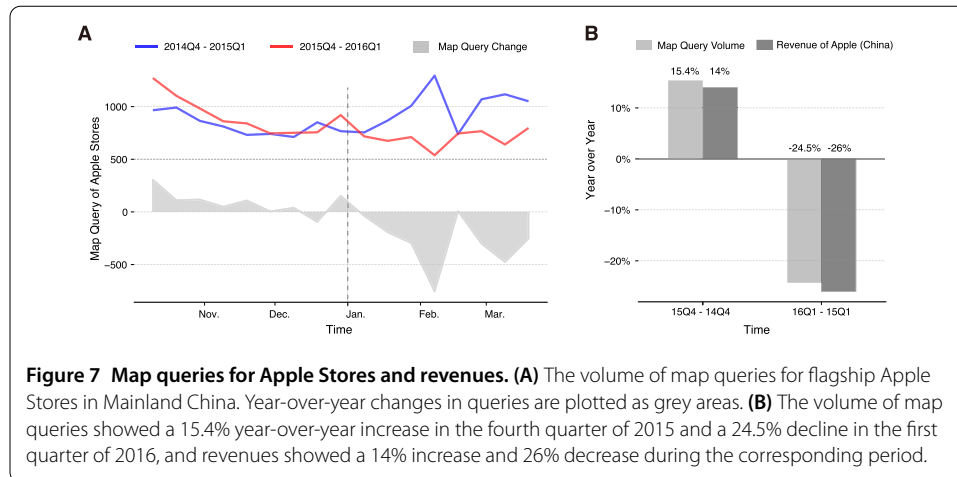 A
2014Q4 - 2015Q1
2015Q4 - 2016Q1
Map Query Change
Map Query of Apple Stores
1000
500
0
−500
Nov.
Dec.
Jan.
Feb.
Mar.
Time
B
Map Query Volume
Revenue of Apple (China)
Year over Year
15.4%
14%
-24.5%
-26%
10%
0%
−10%
−20%
15Q4 - 14Q4
16Q1 - 15Q1
Time
Figure 7 Map queries for Apple Stores and revenues. (A) The volume of map queries for flagship Apple
Stores in Mainland China. Year-over-year changes in queries are plotted as grey areas. (B) The volume of map
queries showed a 15.4% year-over-year increase in the fourth quarter of 2015 and a 24.5% decline in the first
quarter of 2016, and revenues showed a 14% increase and 26% decrease during the corresponding period.